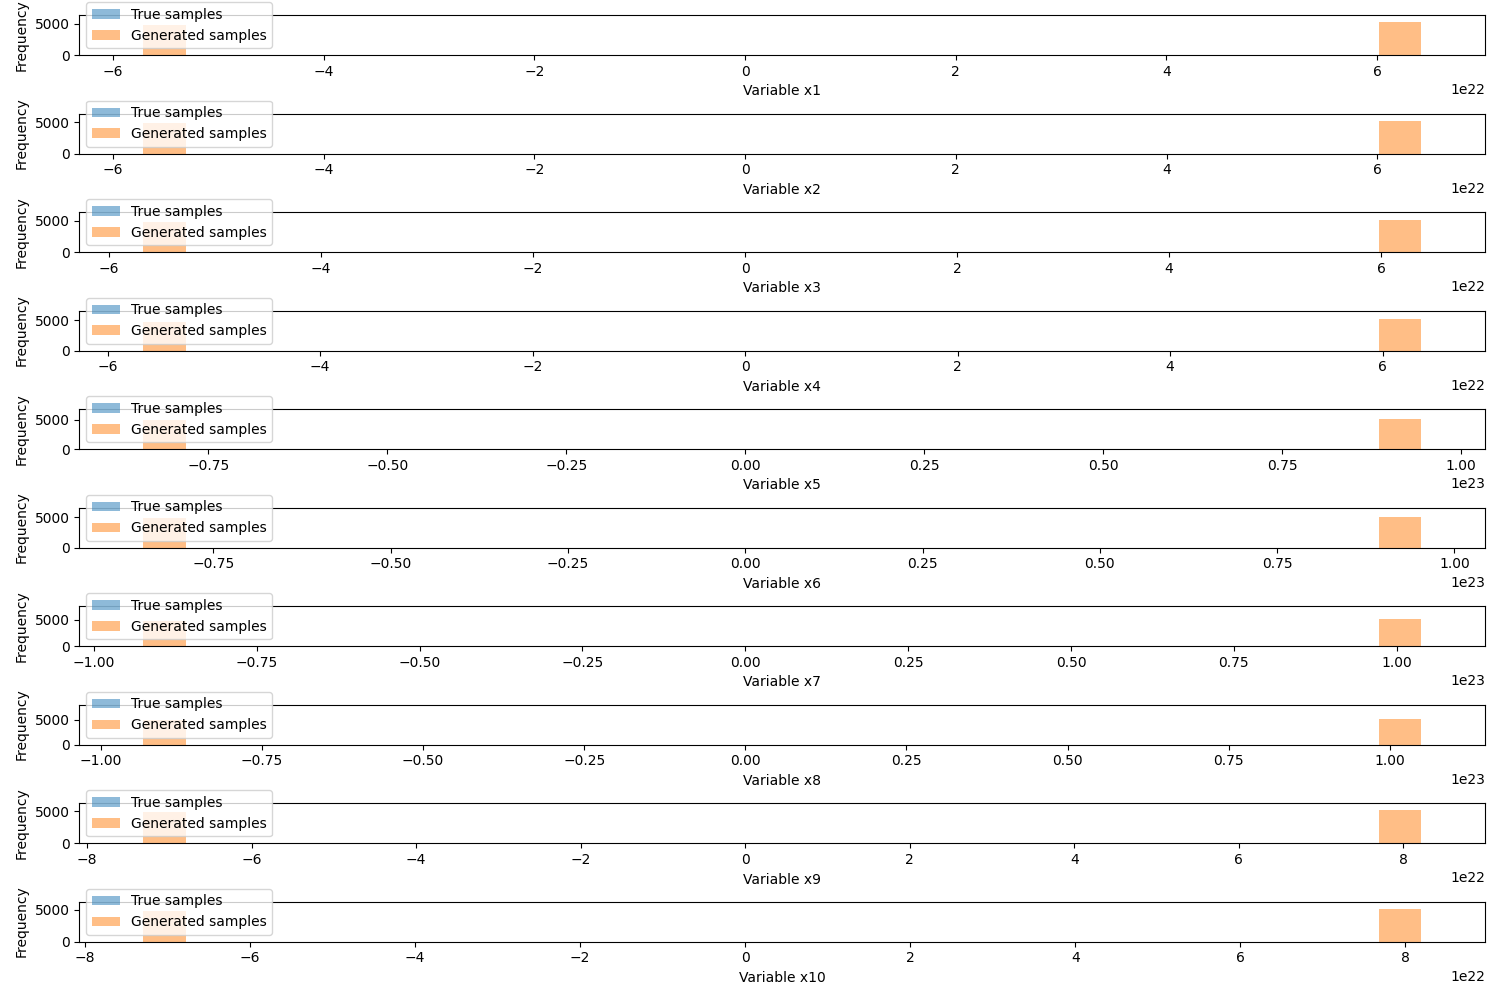 Frequency
5000
0
True samples
Generated samples
−6 −4 −2 0 2 4 6
Variable x1
1e22
Frequency
5000
0
True samples
Generated samples
−6 −4 −2 0 2 4 6
Variable x2
1e22
Frequency
5000
0
True samples
Generated samples
−6 −4 −2 0 2 4 6
Variable x3
1e22
Frequency
5000
0
True samples
Generated samples
−6 −4 −2 0 2 4 6
Variable x4
1e22
Frequency
5000
0
True samples
Generated samples
−0.75 −0.50 −0.25 0.00 0.25 0.50 0.75 1.00
Variable x5
1e23
Frequency
5000
0
True samples
Generated samples
−0.75 −0.50 −0.25 0.00 0.25 0.50 0.75 1.00
Variable x6
1e23
Frequency
5000
0
True samples
Generated samples
−1.00 −0.75 −0.50 −0.25 0.00 0.25 0.50 0.75 1.00
Variable x7
1e23
Frequency
5000
0
True samples
Generated samples
−1.00 −0.75 −0.50 −0.25 0.00 0.25 0.50 0.75 1.00
Variable x8
1e23
Frequency
5000
0
True samples
Generated samples
−8 −6 −4 −2 0 2 4 6 8
Variable x9
1e22
Frequency
5000
0
True samples
Generated samples
−8 −6 −4 −2 0 2 4 6 8
Variable x10
1e22